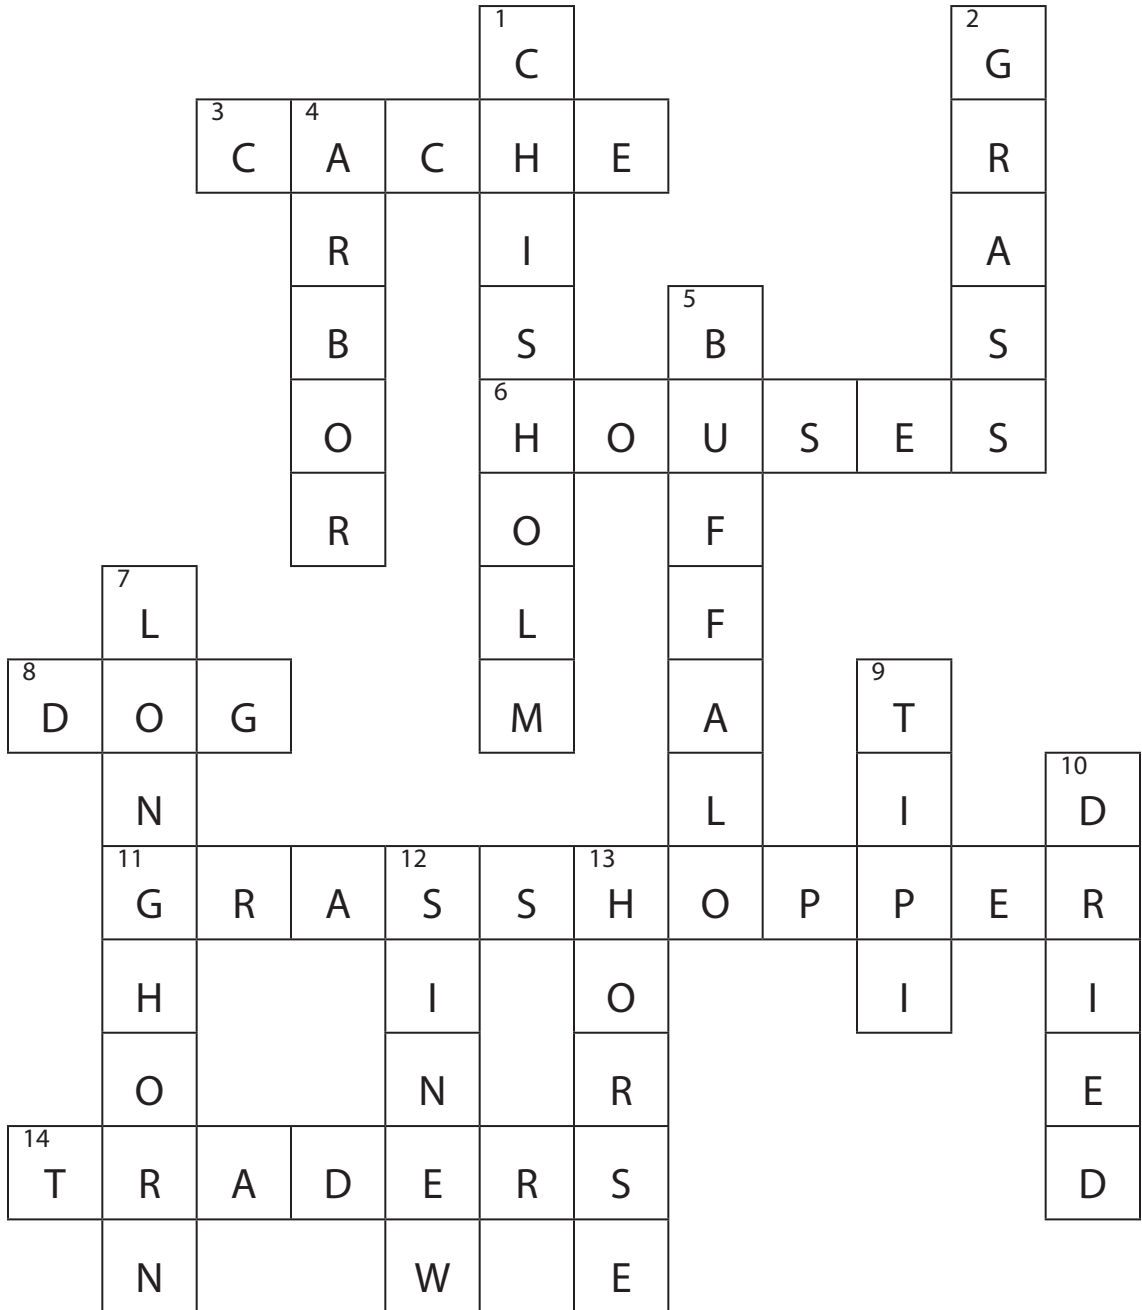 1 2
C G
3 4
C A C H E R
R I A
5
B S B S
6
O H O U S E S
R O F
7
L L F
8 9
D O G M A T
10
N L I D
11 12 13
G R A S S H O P P E R
H I O I I
O N R E
14
T R A D E R S D
N W E